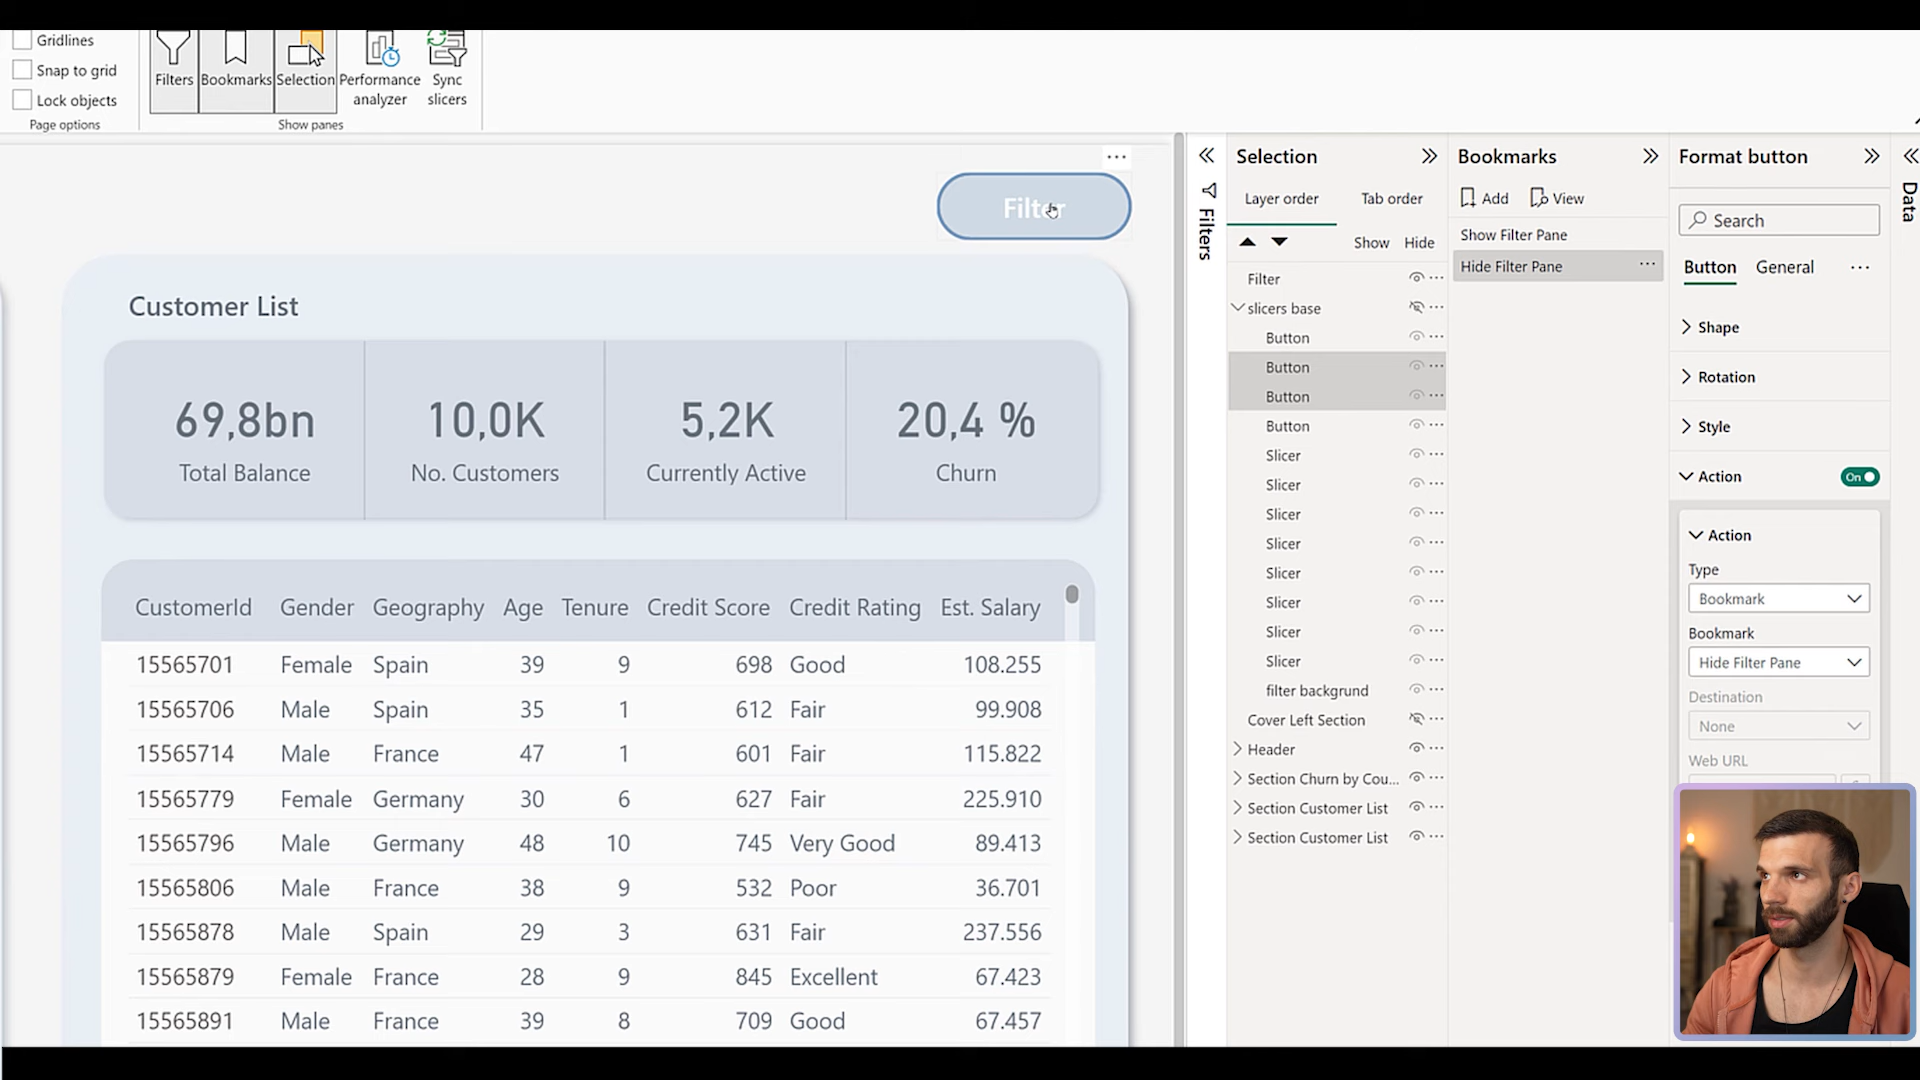 Gridlines
Snap to grid
Lock objects
Page options
Filters
Bookmarks
Selection
Performance
analyzer
Sync
slicers
Show panes
Filter
Customer List
69,8bn
Total Balance
10,0K
No. Customers
5,2K
Currently Active
20,4 %
Churn
CustomerId Gender Geography Age Tenure Credit Score Credit Rating Est. Salary
15565701 Female Spain 39 9 698 Good 108.255
15565706 Male Spain 35 1 612 Fair 99.908
15565714 Male France 47 1 601 Fair 115.822
15565779 Female Germany 30 6 627 Fair 225.910
15565796 Male Germany 48 10 745 Very Good 89.413
15565806 Male France 38 9 532 Poor 36.701
15565878 Male Spain 29 3 631 Fair 237.556
15565879 Female France 28 9 845 Excellent 67.423
15565891 Male France 39 8 709 Good 67.457
Filters
Selection
Layer order Tab order
Show Hide
Filter
slicers base
Button
Button
Button
Button
Slicer
Slicer
Slicer
Slicer
Slicer
Slicer
Slicer
Slicer
filter backgrund
Cover Left Section
Header
Section Churn by Cou...
Section Customer List
Section Customer List
Bookmarks
Add View
Show Filter Pane
Hide Filter Pane
Format button
Search
Button General
Shape
Rotation
Style
Action On
Action
Type
Bookmark
Bookmark
Hide Filter Pane
Destination
None
Web URL
Data